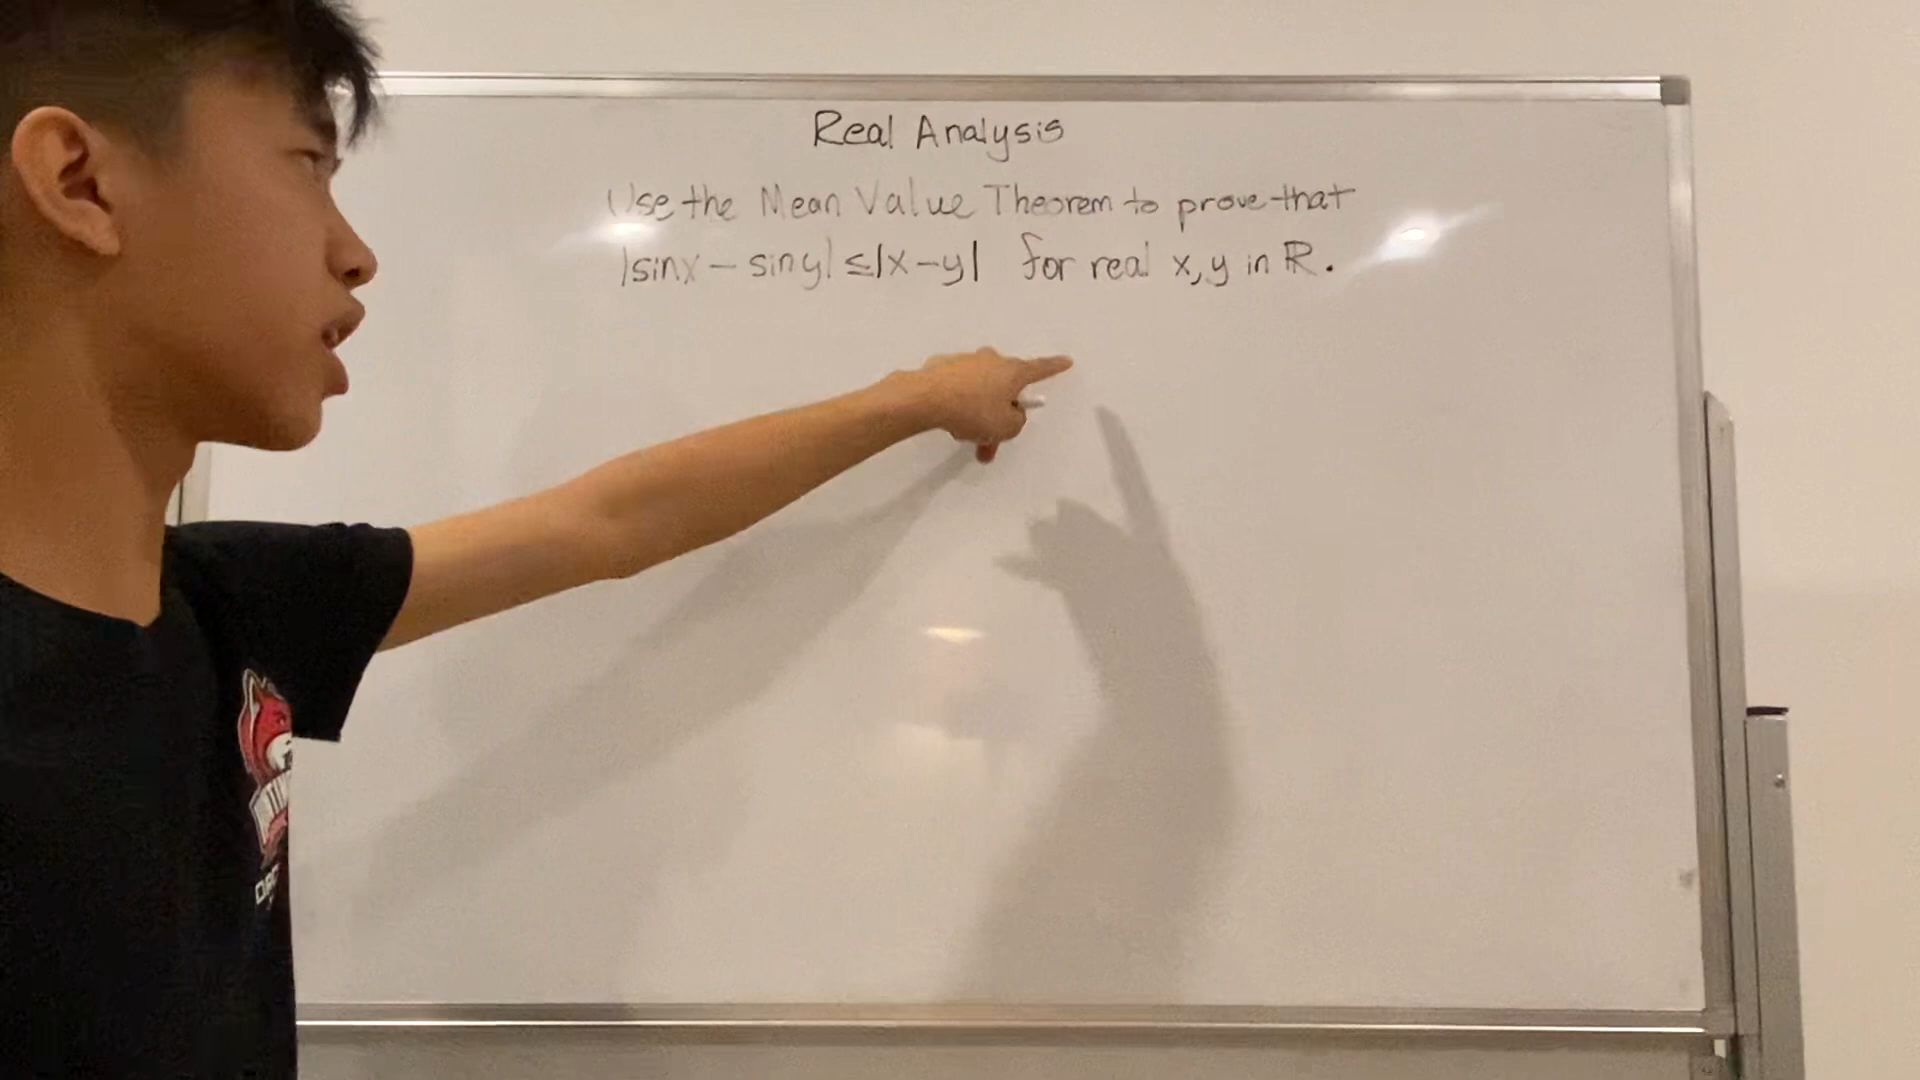 Real Analysis
Use the Mean Value Theorem to prove that
|sinx - siny| ≤ |x-y| for real x, y in ℝ.